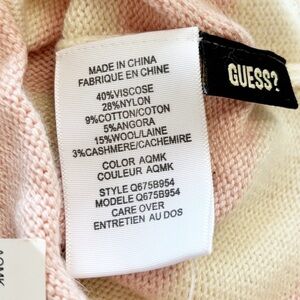 MADE IN CHINA
FABRIQUE EN CHINE
40%VISCOSE
28%NYLON
9%COTTON/COTON
5%ANGORA
15%WOOL/LAINE
3%CASHMERE/CACHEMIRE
COLOR AQMK
COULEUR AQMK
STYLE Q675B954
MODELE Q675B954
CARE OVER
ENTRETIEN AU DOS
GUESS?
AQMK